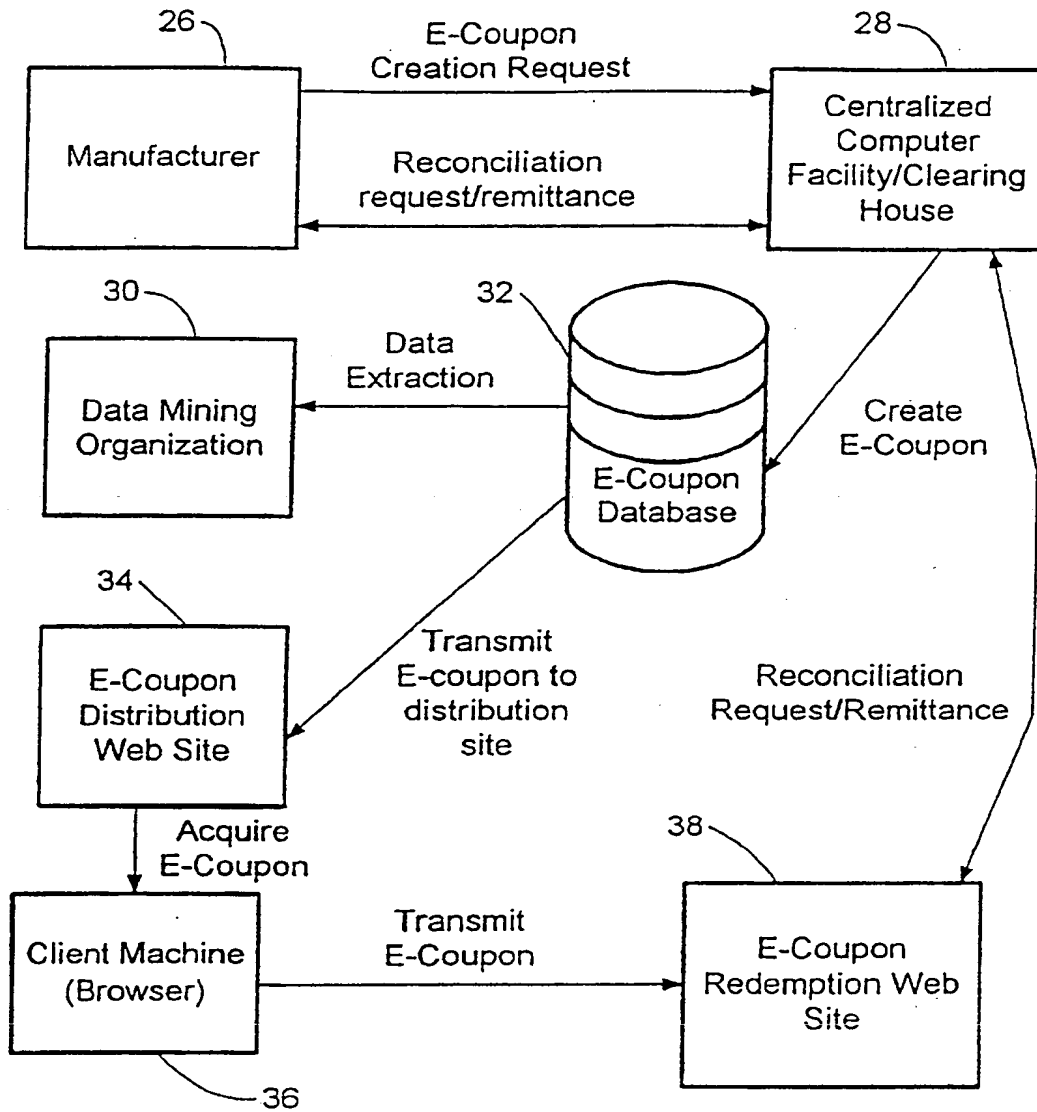 26
E-Coupon
Creation Request
28
Manufacturer
Centralized
Computer
Facility/Clearing
House
Reconciliation
request/remittance
30
32
Data
Extraction
Data Mining
Organization
Create
E-Coupon
E-Coupon
Database
34
Transmit
E-coupon to
distribution
site
E-Coupon
Distribution
Web Site
Reconciliation
Request/Remittance
Acquire
E-Coupon
38
Client Machine
(Browser)
Transmit
E-Coupon
E-Coupon
Redemption Web
Site
36